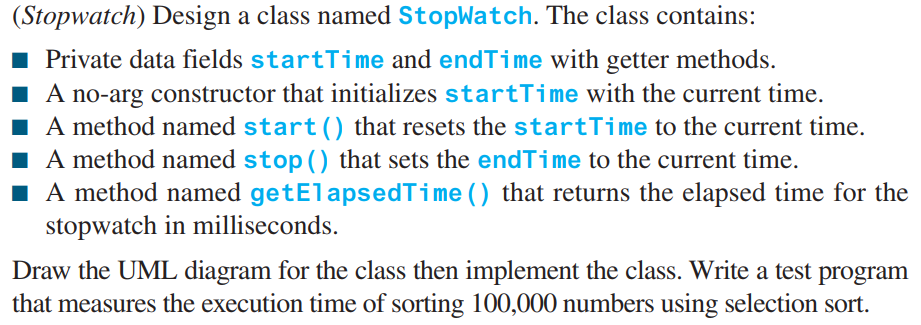 (Stopwatch) Design a class named StopWatch. The class contains:
■ Private data fields startTime and endTime with getter methods.
■ A no-arg constructor that initializes startTime with the current time.
■ A method named start() that resets the startTime to the current time.
■ A method named stop() that sets the endTime to the current time.
■ A method named getElapsedTime() that returns the elapsed time for the
stopwatch in milliseconds.
Draw the UML diagram for the class then implement the class. Write a test program
that measures the execution time of sorting 100,000 numbers using selection sort.